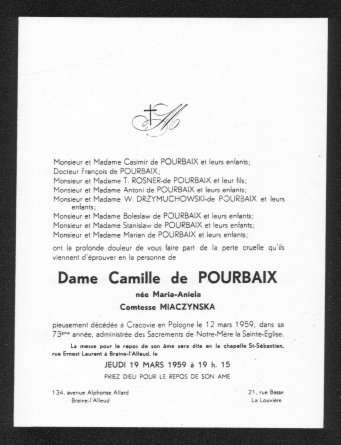 Monsieur et Madame Casimir de POURBAIX et leurs enfants;
Docteur François de POURBAIX;
Monsieur et Madame T. ROSNER-de POURBAIX et leur fils;
Monsieur et Madame Antoni de POURBAIX et leurs enfants;
Monsieur et Madame W. DRZYMUCHOWSKI-de POURBAIX et leurs
enfants;
Monsieur et Madame Boleslaw de POURBAIX et leurs enfants;
Monsieur et Madame Stanislaw de POURBAIX et leurs enfants;
Monsieur et Madame Marian de POURBAIX et leurs enfants;
ont la profonde douleur de vous faire part de la perte cruelle qu'ils
viennent d'éprouver en la personne de
Dame Camille de POURBAIX
née Maria-Aniela
Comtesse MIACZYNSKA
pieusement décédée à Cracovie en Pologne le 12 mars 1959, dans sa
73ème année, administrée des Sacrements de Notre-Mère la Sainte-Eglise.
La messe pour le repos de son âme sera dite en la chapelle St-Sébastien,
rue Ernest Laurent à Braine-l'Alleud, le
JEUDI 19 MARS 1959 à 19 h. 15
PRIEZ DIEU POUR LE REPOS DE SON AME
134, avenue Alphonse Allard
Braine-l'Alleud
21, rue Basse
La Louvière